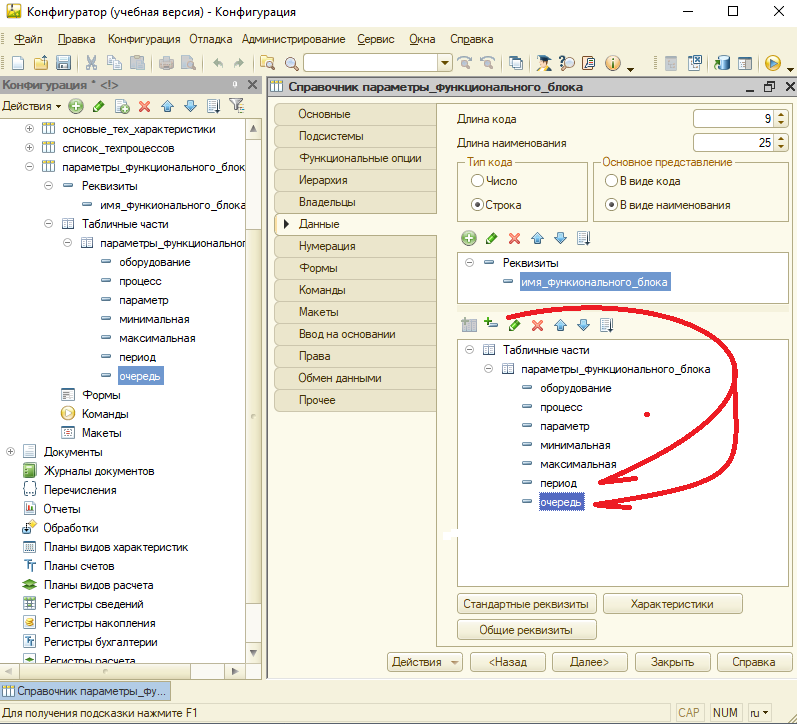 Конфигуратор (учебная версия) - Конфигурация
Файл Правка Конфигурация Отладка Администрирование Сервис Окна Справка
Конфигурация * <!>
Действия
основые_тех_характеристики
список_техпроцессов
параметры_функционального_блок
Реквизиты
имя_функионального_блока
Табличные части
параметры_функциональног
оборудование
процесс
параметр
минимальная
максимальная
период
очередь
Формы
Команды
Макеты
Документы
Журналы документов
Перечисления
Отчеты
Обработки
Планы видов характеристик
Планы счетов
Планы видов расчета
Регистры сведений
Регистры накопления
Регистры бухгалтерии
Регистры расчета
Справочник параметры_функционального_блока
Основные
Подсистемы
Функциональные опции
Иерархия
Владельцы
Данные
Нумерация
Формы
Команды
Макеты
Ввод на основании
Права
Обмен данными
Прочее
Длина кода 9
Длина наименования 25
Тип кода
Число
Строка
Основное представление
В виде кода
В виде наименования
Реквизиты
имя_функионального_блока
Табличные части
параметры_функционального_блока
оборудование
процесс
параметр
минимальная
максимальная
период
очередь
Стандартные реквизиты Характеристики
Общие реквизиты
Действия <Назад Далее> Закрыть Справка
Справочник параметры_фу...
Для получения подсказки нажмите F1 CAP NUM ru